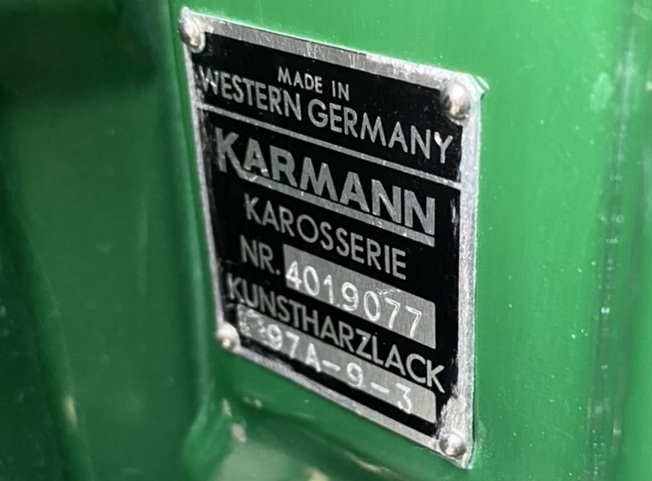 MADE IN
WESTERN GERMANY
KARMANN
KAROSSERIE
NR. 4019077
KUNSTHARZLACK
97A-9-3